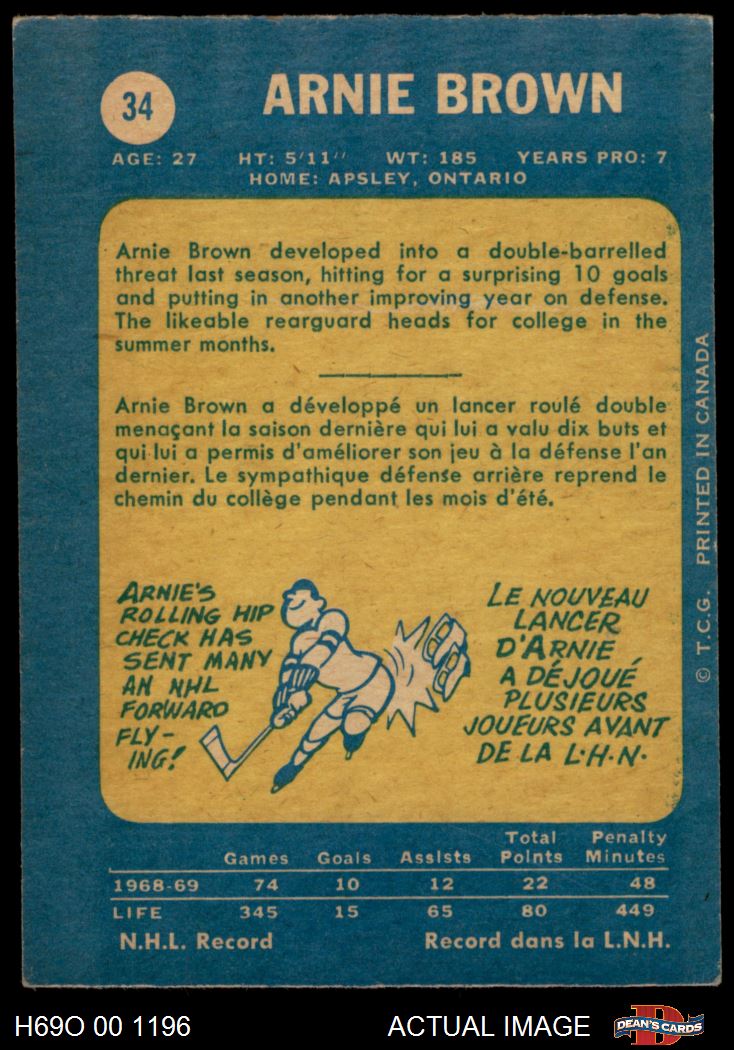 34
ARNIE BROWN
AGE: 27 HT: 5'11'' WT: 185 YEARS PRO: 7
HOME: APSLEY, ONTARIO
Arnie Brown developed into a double-barrelled
threat last season, hitting for a surprising 10 goals
and putting in another improving year on defense.
The likeable rearguard heads for college in the
summer months.
Arnie Brown a développé un lancer roulé double
menaçant la saison dernière qui lui a valu dix buts et
qui lui a permis d'améliorer son jeu à la défense l'an
dernier. Le sympathique défense arrière reprend le
chemin du collège pendant les mois d'été.
ARNIE'S
ROLLING HIP
CHECK HAS
SENT MANY
AN NHL
FORWARD
FLY-
ING!
LE NOUVEAU
LANCER
D'ARNIE
A DÉJOUÉ
PLUSIEURS
JOUEURS AVANT
DE LA L.H.N.
© T.C.G. PRINTED IN CANADA
Total Penalty
Games Goals Assists Points Minutes
1968-69 74 10 12 22 48
LIFE 345 15 65 80 449
N.H.L. Record Record dans la L.N.H.
H69O 00 1196 ACTUAL IMAGE DEAN'S CARDS